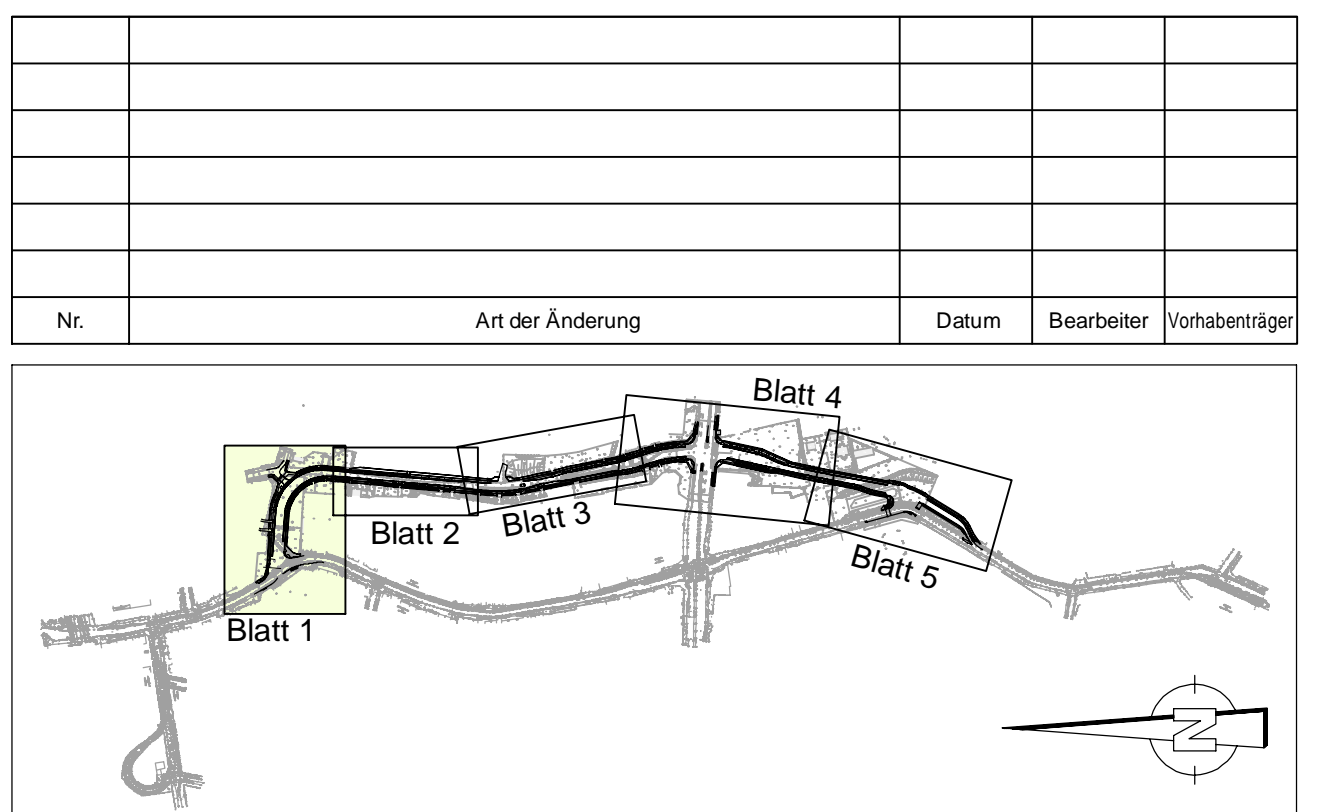 Nr. Art der Änderung Datum Bearbeiter Vorhabenträger
Blatt 4
Blatt 2
Blatt 3
Blatt 5
Blatt 1
N